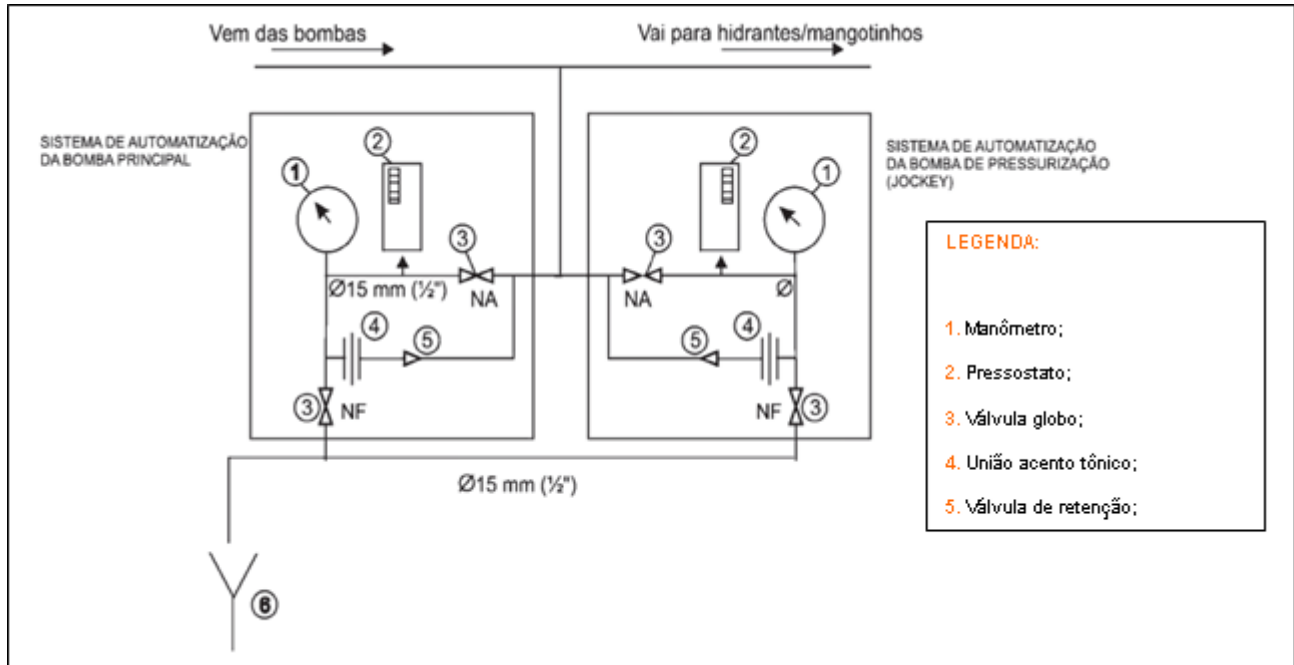 Vem das bombas
Vai para hidrantes/mangotinhos
SISTEMA DE AUTOMATIZAÇÃO
DA BOMBA PRINCIPAL
1
2
3
Ø15 mm (½")
NA
4
5
3
NF
SISTEMA DE AUTOMATIZAÇÃO
DA BOMBA DE PRESSURIZAÇÃO
(JOCKEY)
2
1
3
NA
Ø
5
4
NF
3
Ø15 mm (½")
6
LEGENDA:
1. Manômetro;
2. Pressostato;
3. Válvula globo;
4. União acento tônico;
5. Válvula de retenção;